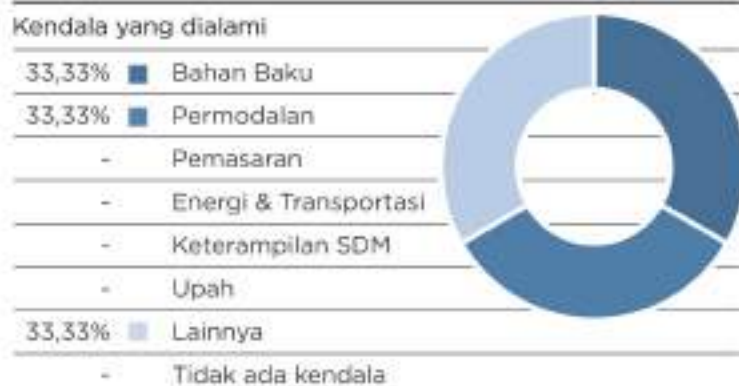 Kendala yang dialami
33,33% Bahan Baku
33,33% Permodalan
- Pemasaran
- Energi & Transportasi
- Keterampilan SDM
- Upah
33,33% Lainnya
- Tidak ada kendala